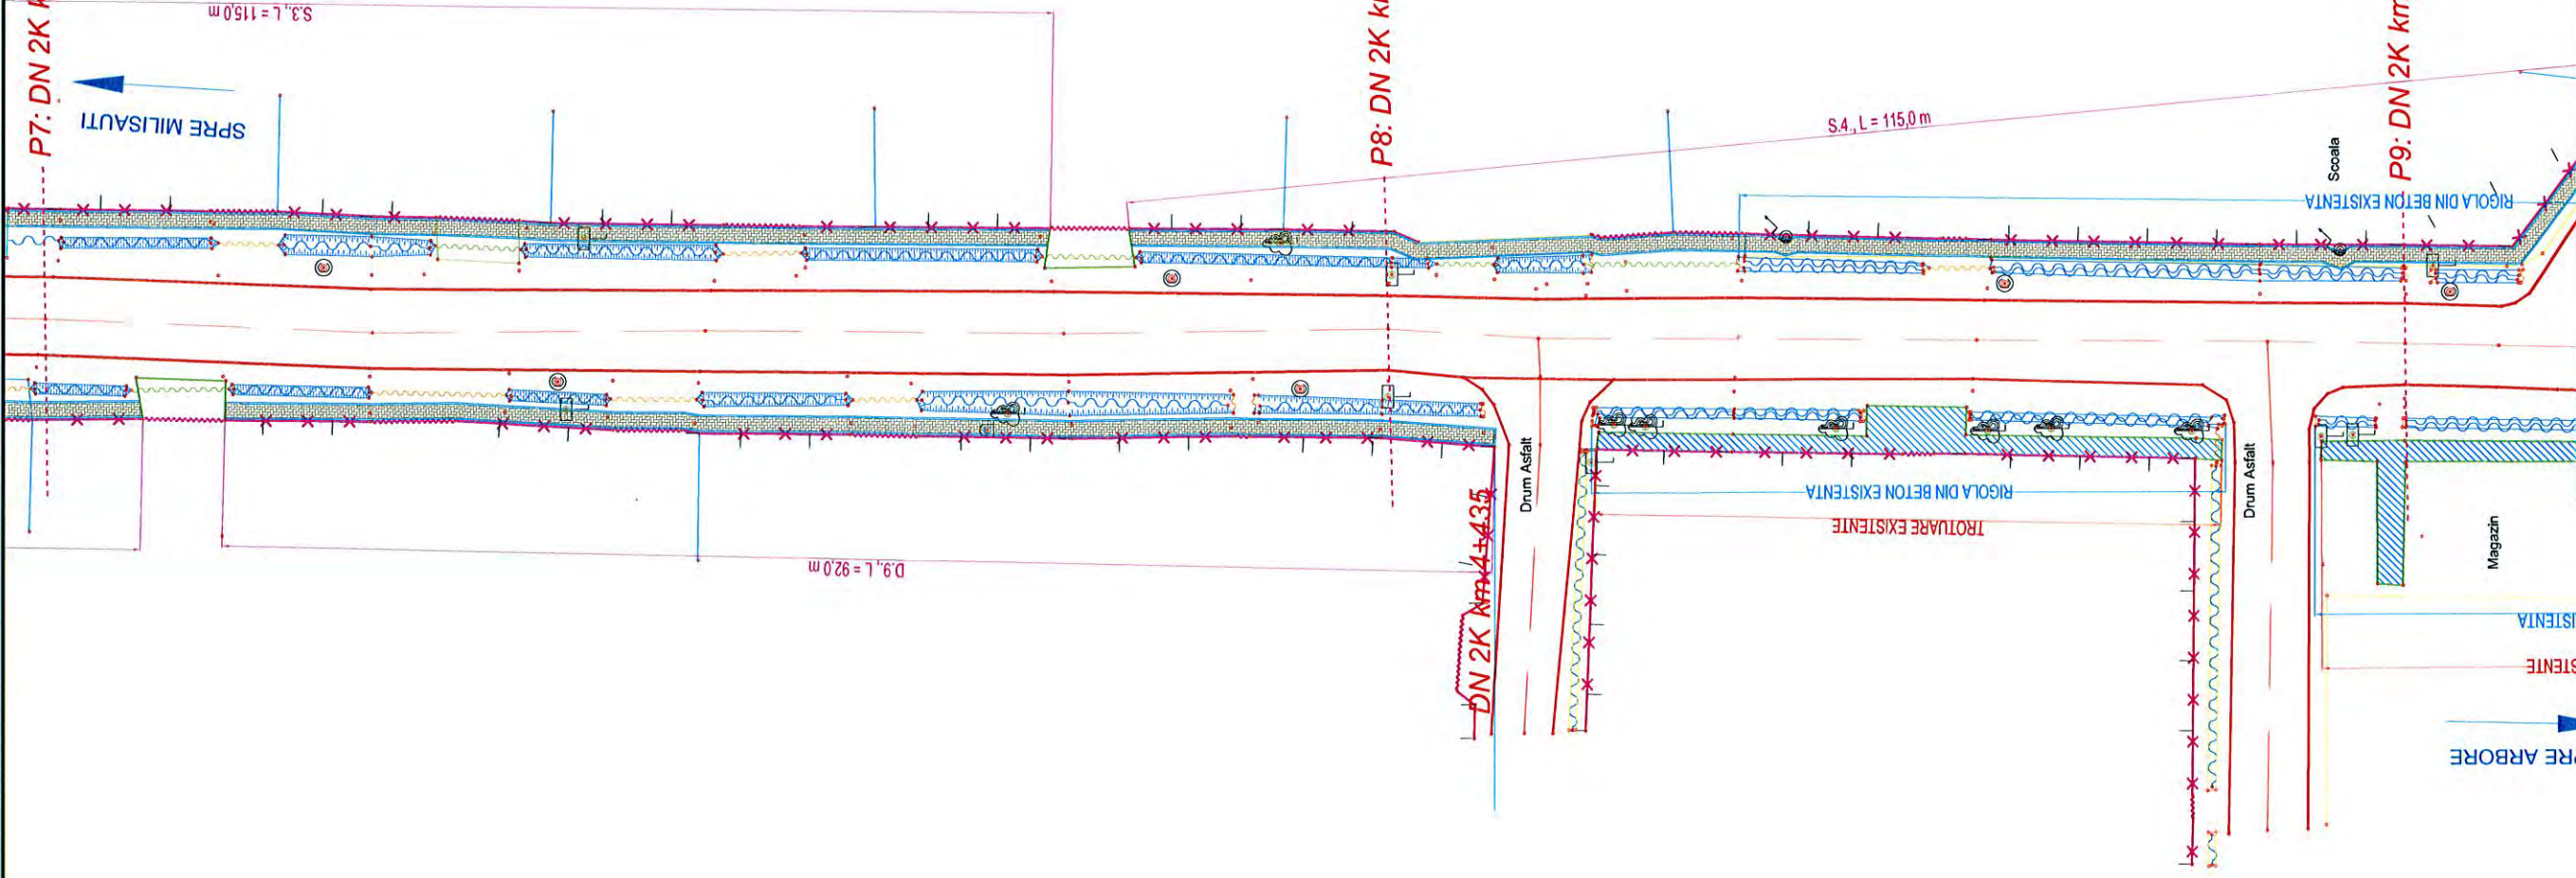 S.3., L = 115,0 m
P7: DN 2K
SPRE MILISAUTI
P8: DN 2K
S.4., L = 115,0 m
Scoala
P9: DN 2K km
RIGOLA DIN BETON EXISTENTA
Drum Asfalt
RIGOLA DIN BETON EXISTENTA
TROTUARE EXISTENTE
Drum Asfalt
Magazin
D.9., L = 92,0 m
DN 2K km 4+435
ARBORE